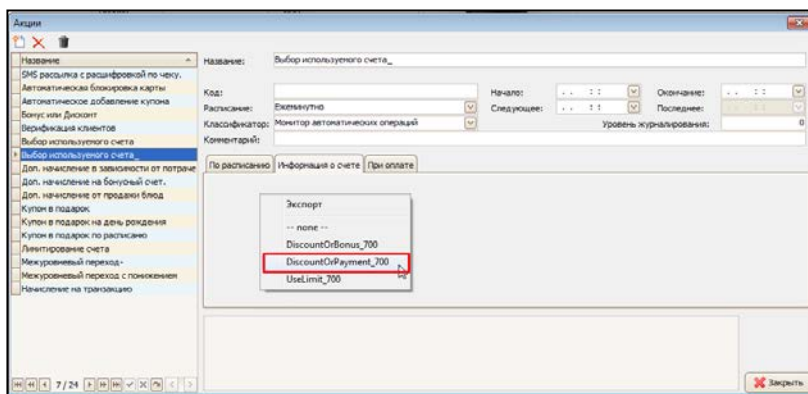 Акции
Название
SMS рассылка с расшифровкой по чеку.
Автоматическая блокировка карты
Автоматическое добавление купона
Бонус или Дисконт
Верификация клиентов
Выбор используемого счета
Выбор используемого счета_
Доп. начисление в зависимости от потраче
Доп. начисление на бонусный счет.
Доп. начисление от продажи блюд
Купон в подарок
Купон в подарок на день рождения
Купон в подарок по расписанию
Лимитирование счета
Межуровневый переход-
Межуровневый переход с понижением
Начисление на транзакцию
7 / 24
Название: Выбор используемого счета_
Код: Начало: . . : : Окончание: . . : :
Расписание: Ежеминутно Следующее: . . : : Последнее: . . : :
Классификатор: Монитор автоматических операций Уровень журналирования: 0
Комментарий:
По расписанию Информация о счете При оплате
Экспорт
-- none --
DiscountOrBonus_700
DiscountOrPayment_700
UseLimit_700
Закрыть